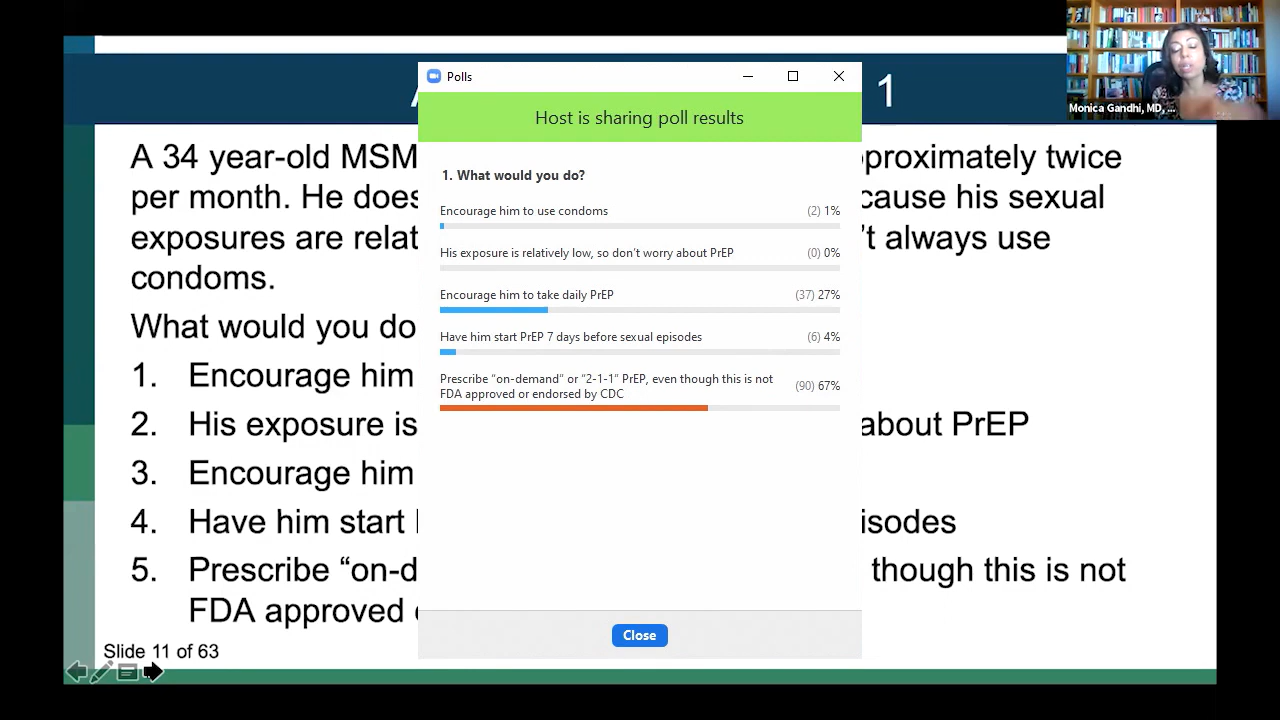 Polls
Host is sharing poll results
1. What would you do?
Encourage him to use condoms (2) 1%
His exposure is relatively low, so don't worry about PrEP (0) 0%
Encourage him to take daily PrEP (37) 27%
Have him start PrEP 7 days before sexual episodes (6) 4%
Prescribe "on-demand" or "2-1-1" PrEP, even though this is not (90) 67%
FDA approved or endorsed by CDC
Close
Monica Gandhi, MD, ...
1
A 34 year-old MSM proximately twice
per month. He does cause his sexual
exposures are relat 't always use
condoms.
What would you do
1. Encourage him
2. His exposure is about PrEP
3. Encourage him
4. Have him start isodes
5. Prescribe “on-d though this is not
FDA approved
Slide 11 of 63